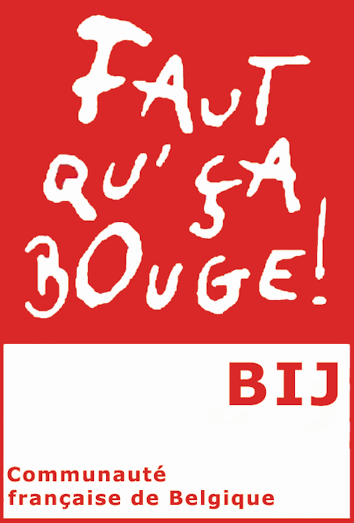 FAUT
QU'ÇA
BOUGE!
BIJ
Communauté
française de Belgique